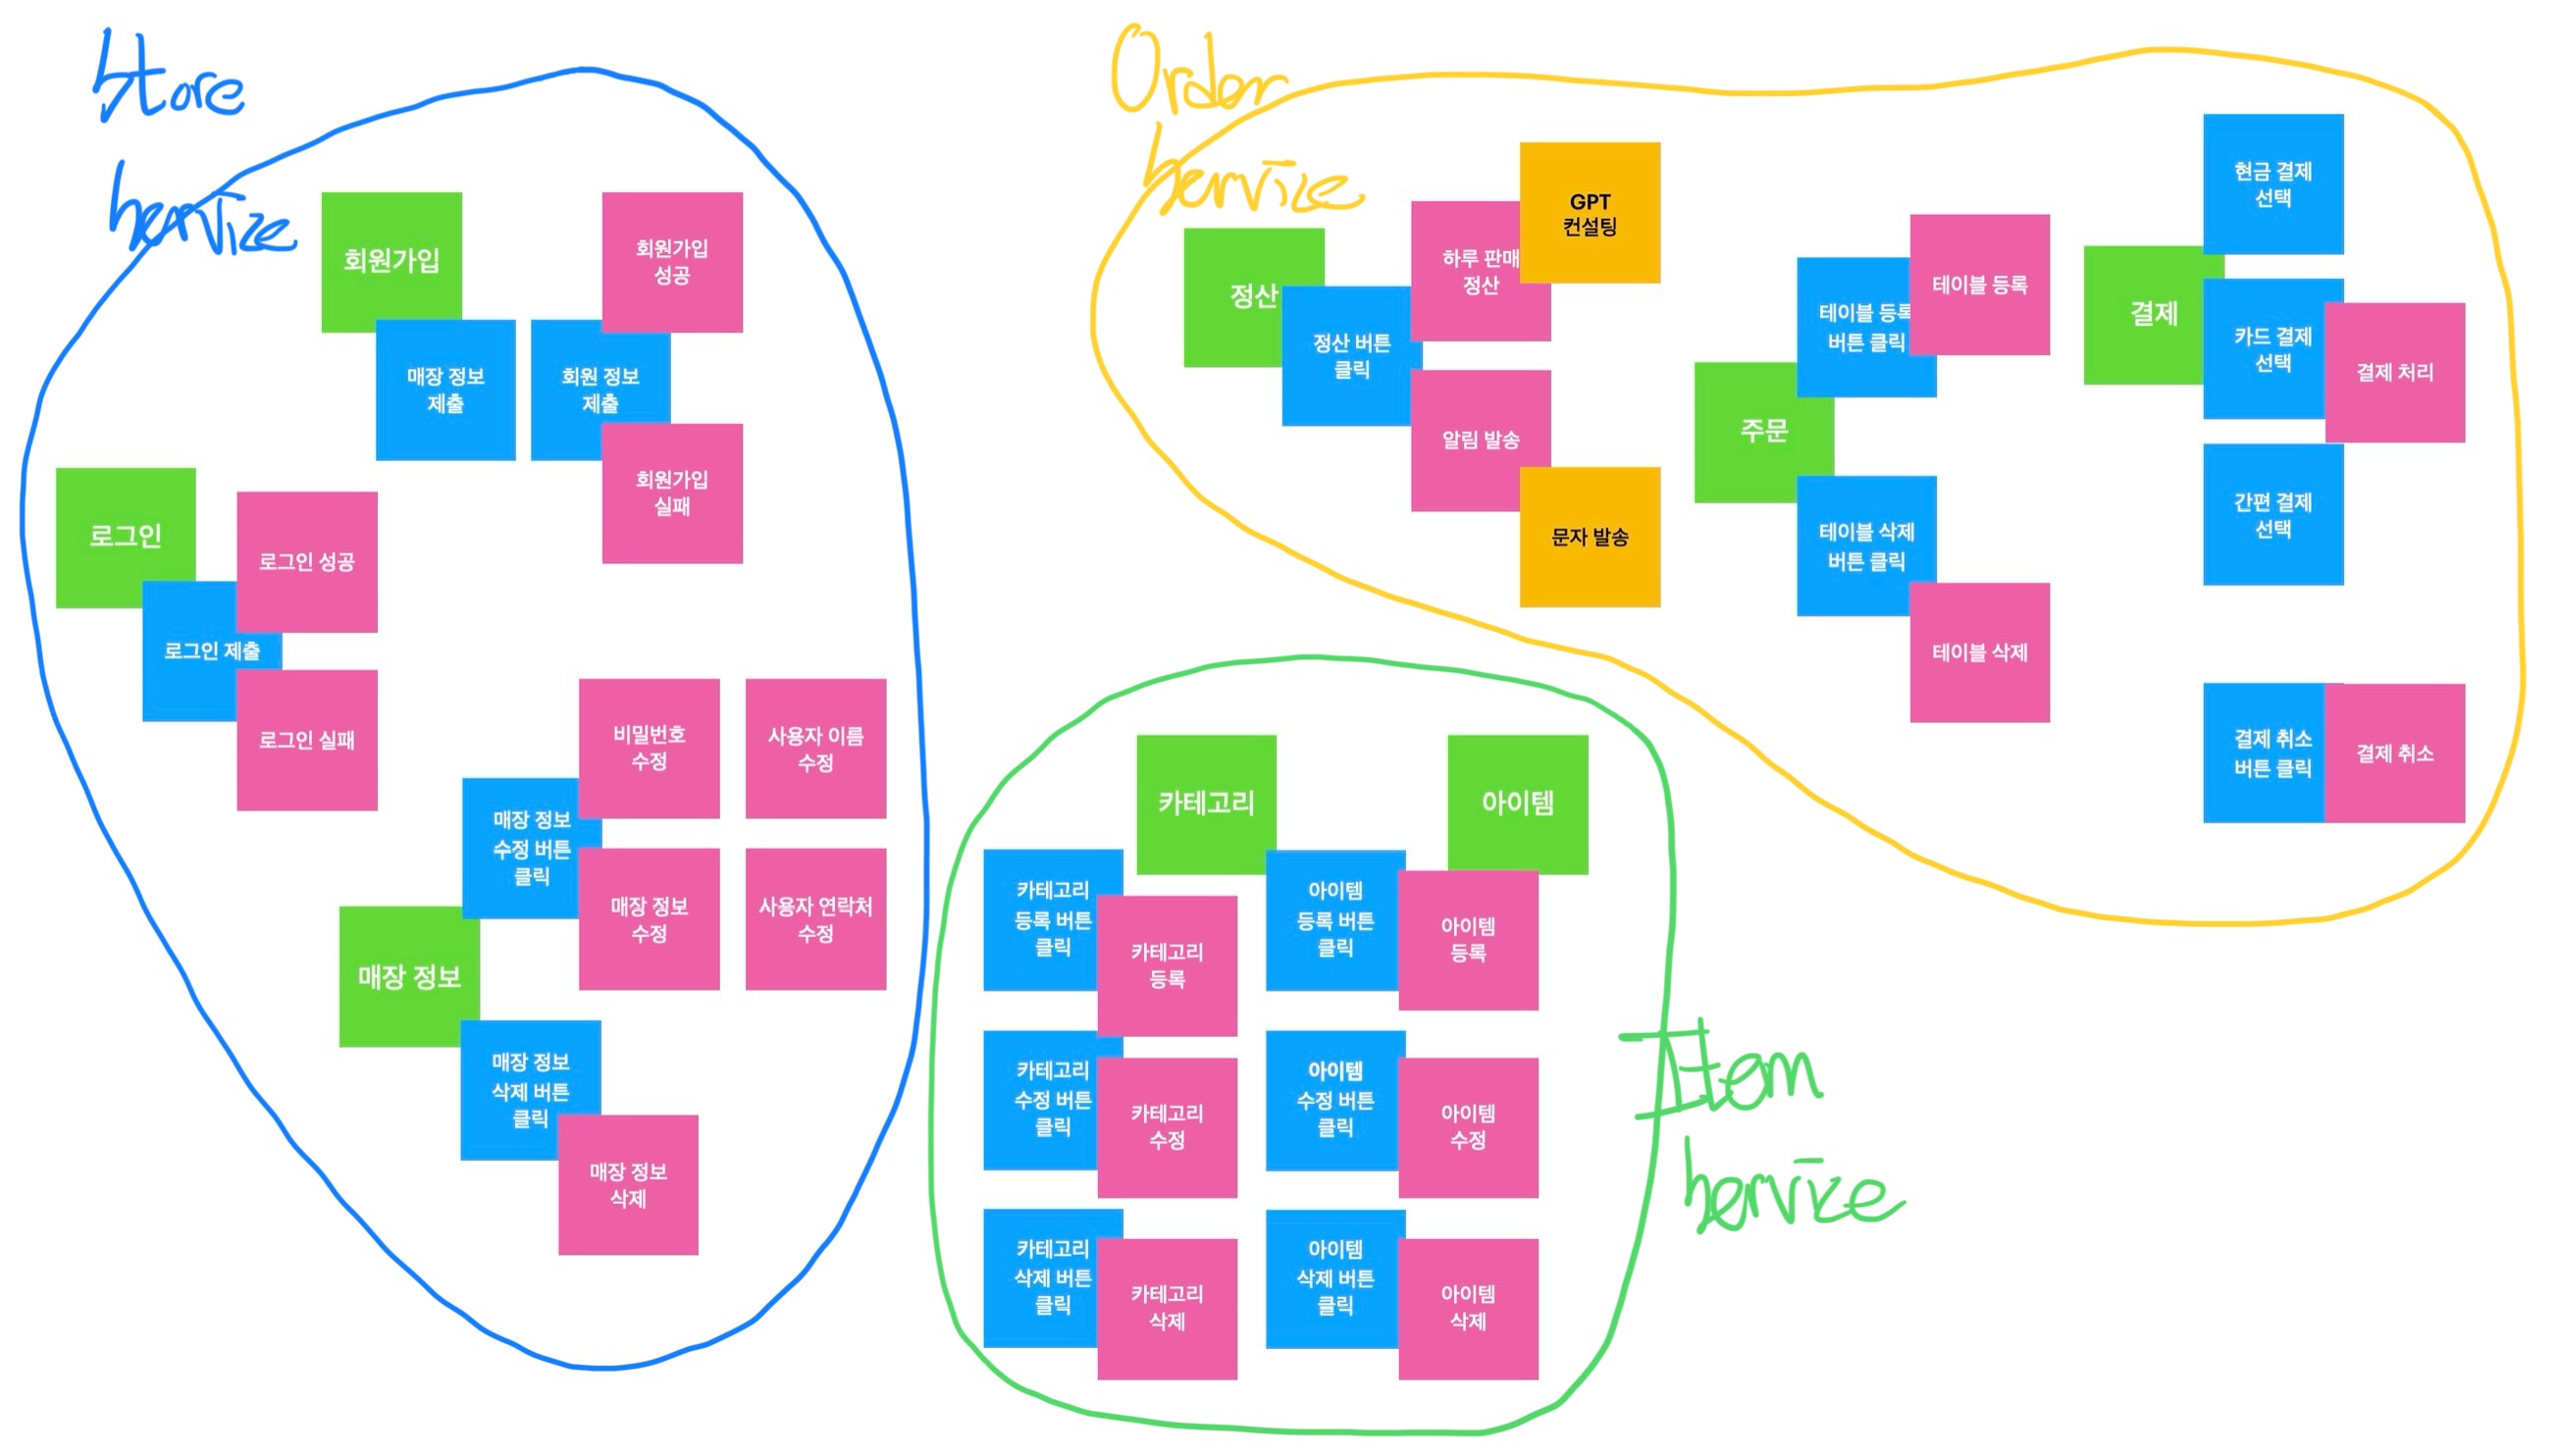 Store
Service
회원가입
회원가입
성공
매장 정보
제출
회원 정보
제출
회원가입
실패
로그인
로그인 성공
로그인 제출
로그인 실패
비밀번호
수정
사용자 이름
수정
매장 정보
수정 버튼
클릭
매장 정보
수정
사용자 연락처
수정
매장 정보
매장 정보
삭제 버튼
클릭
매장 정보
삭제
Order
Service
정산
정산 버튼
클릭
하루 판매
정산
GPT
컨설팅
알림 발송
문자 발송
주문
테이블 등록
버튼 클릭
테이블 등록
테이블 삭제
버튼 클릭
테이블 삭제
결제
현금 결제
선택
카드 결제
선택
결제 처리
간편 결제
선택
결제 취소
버튼 클릭
결제 취소
카테고리
카테고리
등록 버튼
클릭
카테고리
등록
카테고리
수정 버튼
클릭
카테고리
수정
카테고리
삭제 버튼
클릭
카테고리
삭제
아이템
아이템
등록 버튼
클릭
아이템
등록
아이템
수정 버튼
클릭
아이템
수정
아이템
삭제 버튼
클릭
아이템
삭제
Item
Service